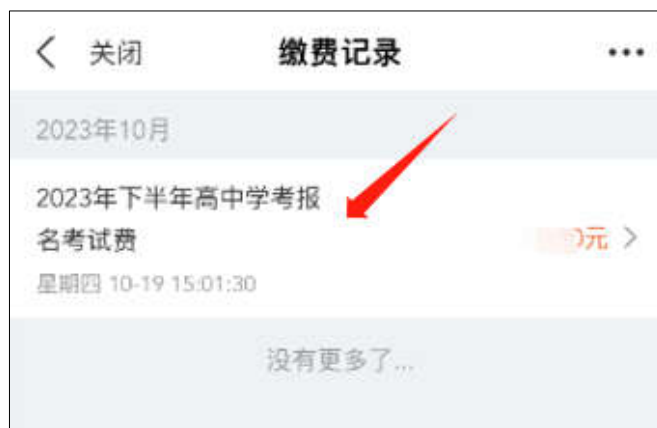 关闭 缴费记录
2023年10月
2023年下半年高中学考报
名考试费
元
星期四 10-19 15:01:30
没有更多了...